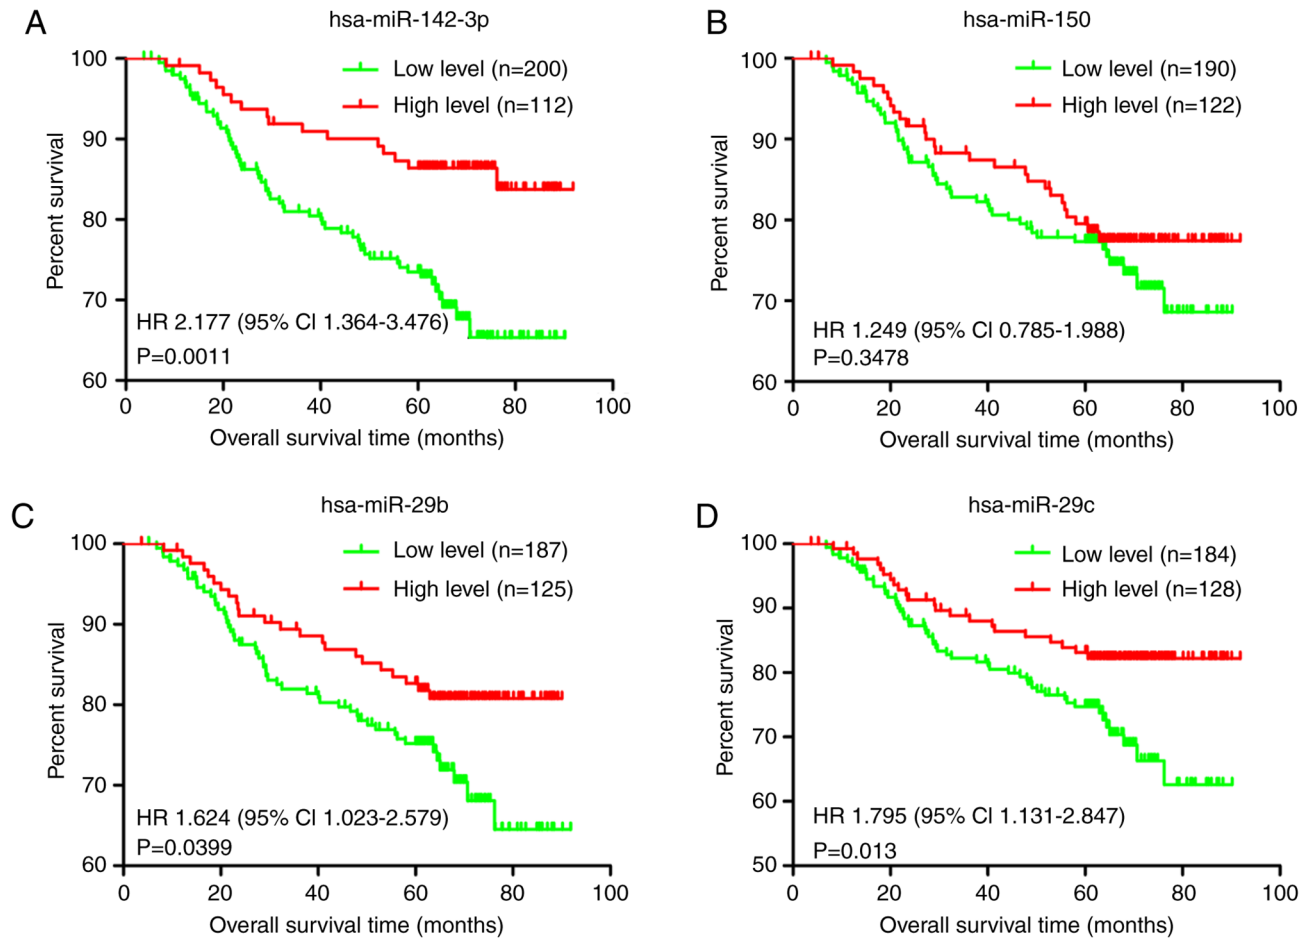 A
hsa-miR-142-3p
Low level (n=200)
High level (n=112)
Percent survival
100
90
80
70
60
HR 2.177 (95% CI 1.364-3.476)
P=0.0011
0 20 40 60 80 100
Overall survival time (months)
B
hsa-miR-150
Low level (n=190)
High level (n=122)
Percent survival
100
90
80
70
60
HR 1.249 (95% CI 0.785-1.988)
P=0.3478
0 20 40 60 80 100
Overall survival time (months)
C
hsa-miR-29b
Low level (n=187)
High level (n=125)
Percent survival
100
90
80
70
60
HR 1.624 (95% CI 1.023-2.579)
P=0.0399
0 20 40 60 80 100
Overall survival time (months)
D
hsa-miR-29c
Low level (n=184)
High level (n=128)
Percent survival
100
90
80
70
60
50
HR 1.795 (95% CI 1.131-2.847)
P=0.013
0 20 40 60 80 100
Overall survival time (months)